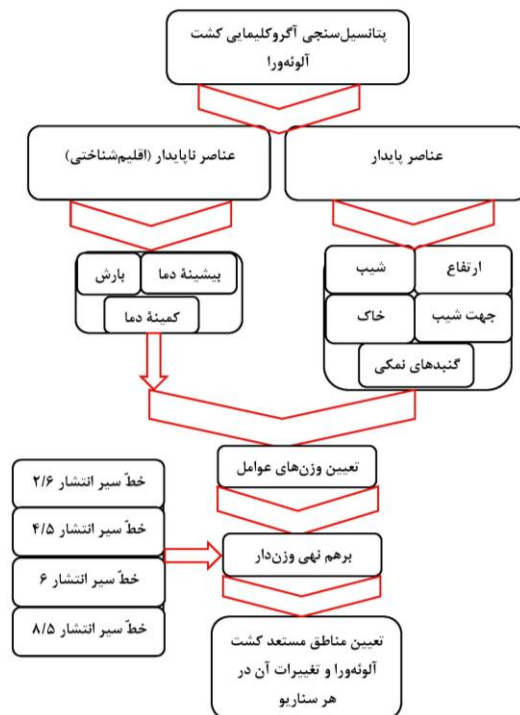 پتانسیل‌سنجی آگروکلیمایی کشت
آلوئه‌ورا
عناصر پایدار
عناصر ناپایدار (اقلیم‌شناختی)
ارتفاع
شیب
جهت شیب
خاک
گنبدهای نمکی
بیشینۀ دما
بارش
کمینۀ دما
تعیین وزن‌های عوامل
خطّ سیر انتشار ۲/۶
خطّ سیر انتشار ۴/۵
خطّ سیر انتشار ۶
خطّ سیر انتشار ۸/۵
برهم نهی وزن‌دار
تعیین مناطق مستعد کشت
آلوئه‌ورا و تغییرات آن در
هر سناریو